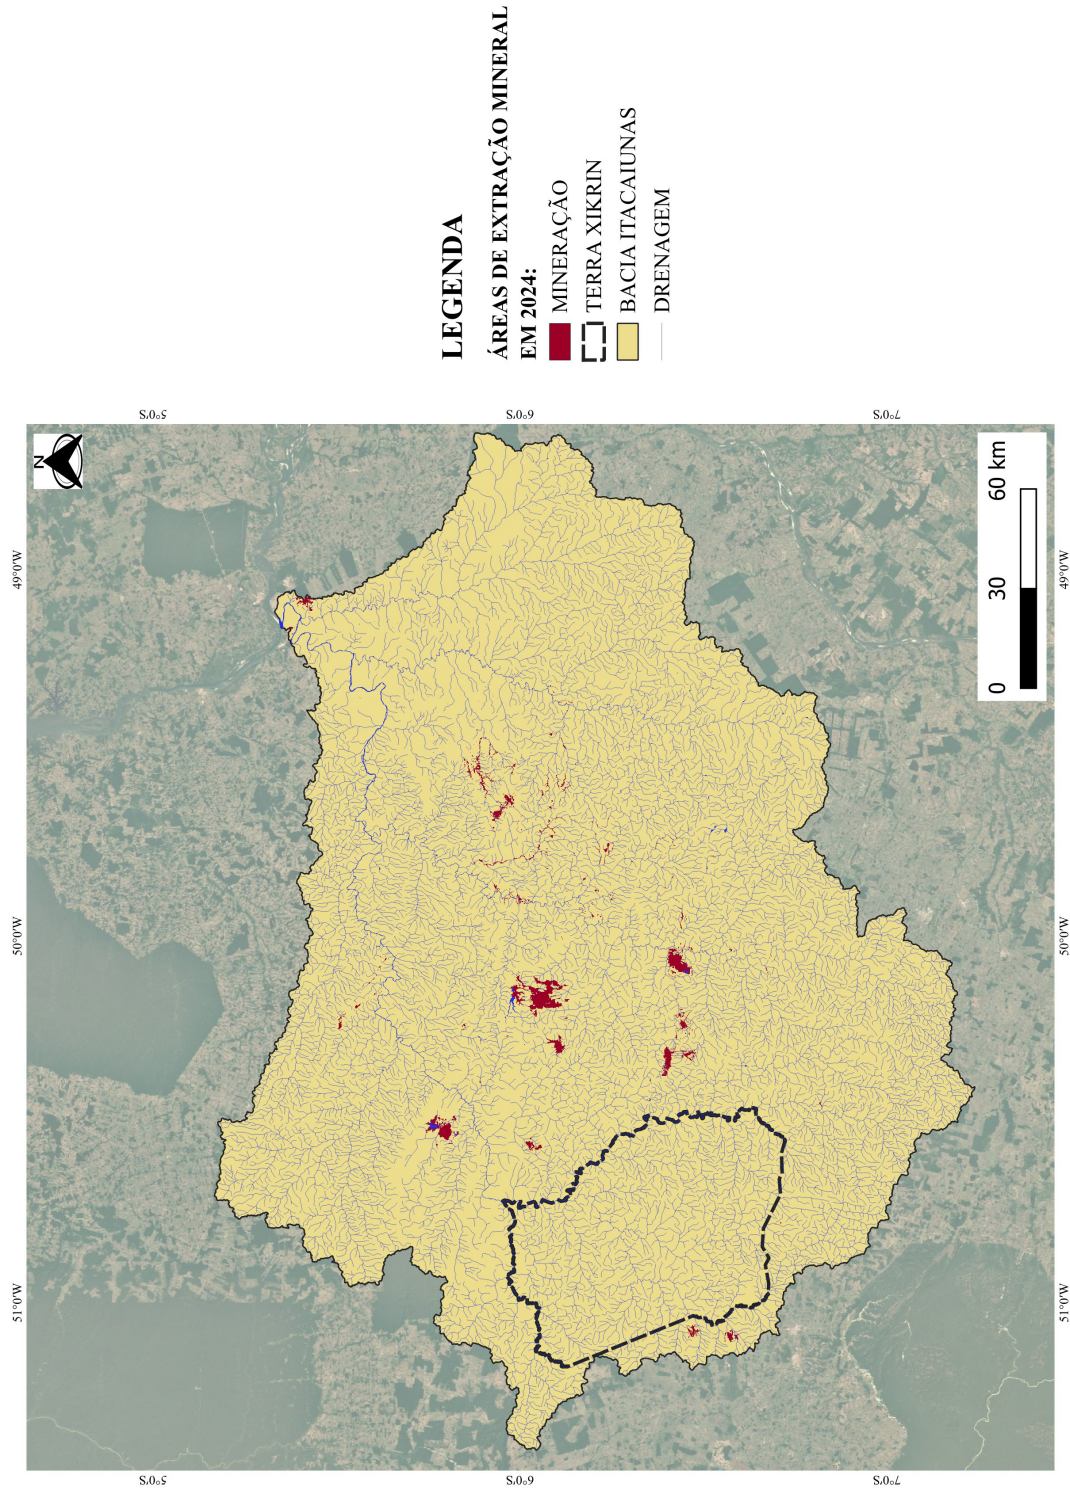 51°0'W 50°0'W 49°0'W
N
5°0'S 5°0'S
6°0'S 6°0'S
7°0'S 7°0'S
0 30 60 km
51°0'W 50°0'W 49°0'W
LEGENDA
ÁREAS DE EXTRAÇÃO MINERAL
EM 2024:
MINERAÇÃO
TERRA XIKRIN
BACIA ITACAIUNAS
DRENAGEM